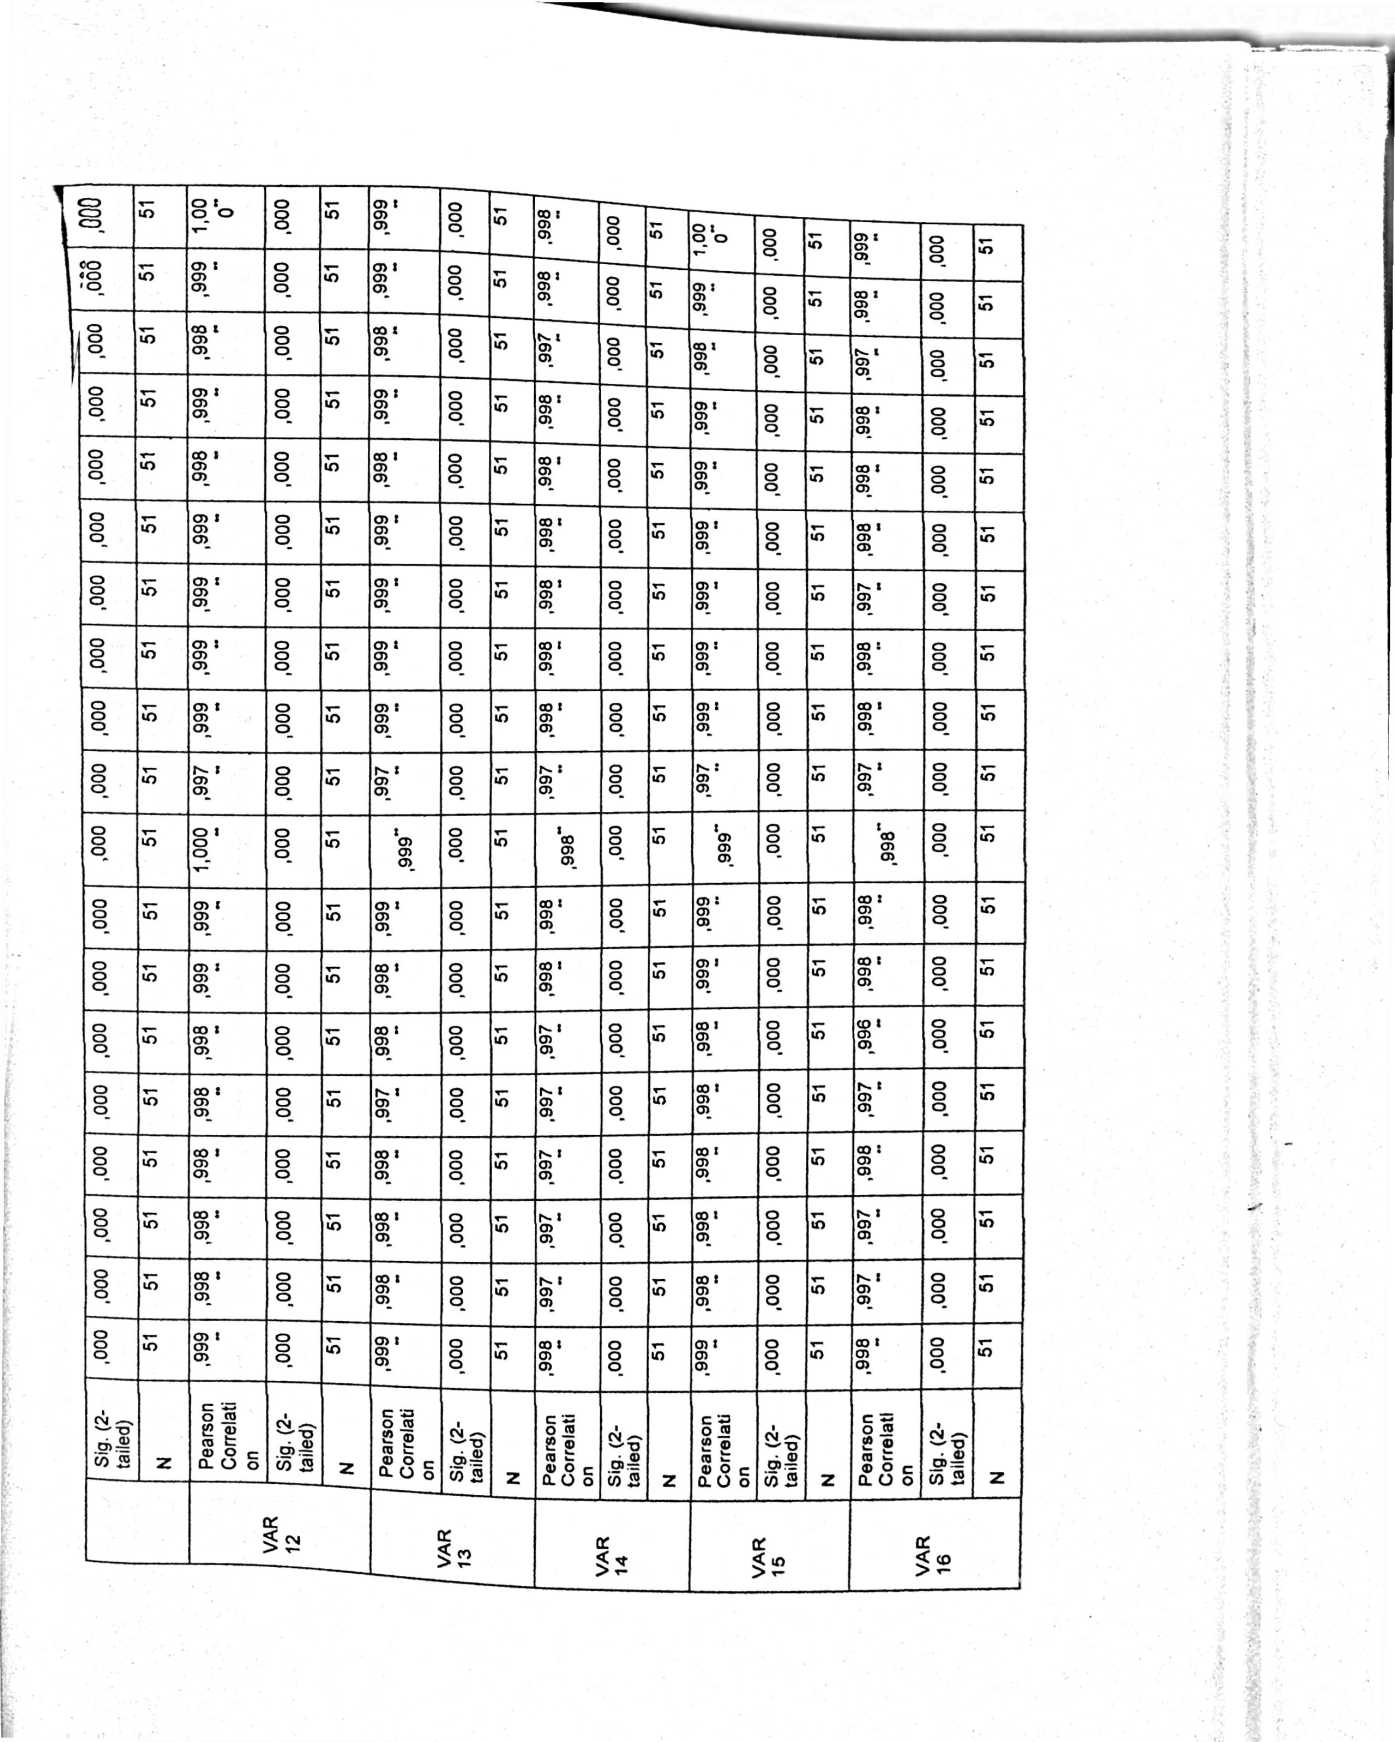 Sig. (2-tailed) ,000 ,000 ,000 ,000 ,000 ,000 ,000 ,000 ,000 ,000 ,000 ,000 ,000 ,000 ,000 ,000 ,000 ,000 ,000
N 51 51 51 51 51 51 51 51 51 51 51 51 51 51 51 51 51 51 51
VAR 12 Pearson Correlation ,999** ,998** ,998** ,998** ,998** ,998** ,999** ,999** 1,000** ,997** ,999** ,999** ,999** ,999** ,998** ,999** ,998** ,999** 1,000**
Sig. (2-tailed) ,000 ,000 ,000 ,000 ,000 ,000 ,000 ,000 ,000 ,000 ,000 ,000 ,000 ,000 ,000 ,000 ,000 ,000 ,000
N 51 51 51 51 51 51 51 51 51 51 51 51 51 51 51 51 51 51 51
VAR 13 Pearson Correlation ,999** ,998** ,998** ,998** ,997** ,998** ,998** ,999** ,999** ,997** ,999** ,999** ,999** ,999** ,998** ,999** ,998** ,999** ,999**
Sig. (2-tailed) ,000 ,000 ,000 ,000 ,000 ,000 ,000 ,000 ,000 ,000 ,000 ,000 ,000 ,000 ,000 ,000 ,000 ,000 ,000
N 51 51 51 51 51 51 51 51 51 51 51 51 51 51 51 51 51 51 51
VAR 14 Pearson Correlation ,998** ,997** ,997** ,997** ,997** ,997** ,998** ,998** ,998** ,997** ,998** ,998** ,998** ,998** ,998** ,998** ,997** ,998** ,998**
Sig. (2-tailed) ,000 ,000 ,000 ,000 ,000 ,000 ,000 ,000 ,000 ,000 ,000 ,000 ,000 ,000 ,000 ,000 ,000 ,000 ,000
N 51 51 51 51 51 51 51 51 51 51 51 51 51 51 51 51 51 51 51
VAR 15 Pearson Correlation ,999** ,998** ,998** ,998** ,998** ,998** ,999** ,999** ,999** ,997** ,999** ,999** ,999** ,999** ,999** ,999** ,998** ,999** 1,000**
Sig. (2-tailed) ,000 ,000 ,000 ,000 ,000 ,000 ,000 ,000 ,000 ,000 ,000 ,000 ,000 ,000 ,000 ,000 ,000 ,000 ,000
N 51 51 51 51 51 51 51 51 51 51 51 51 51 51 51 51 51 51 51
VAR 16 Pearson Correlation ,998** ,997** ,997** ,998** ,997** ,996** ,998** ,998** ,998** ,997** ,998** ,998** ,997** ,998** ,998** ,998** ,997** ,998** ,999**
Sig. (2-tailed) ,000 ,000 ,000 ,000 ,000 ,000 ,000 ,000 ,000 ,000 ,000 ,000 ,000 ,000 ,000 ,000 ,000 ,000 ,000
N 51 51 51 51 51 51 51 51 51 51 51 51 51 51 51 51 51 51 51